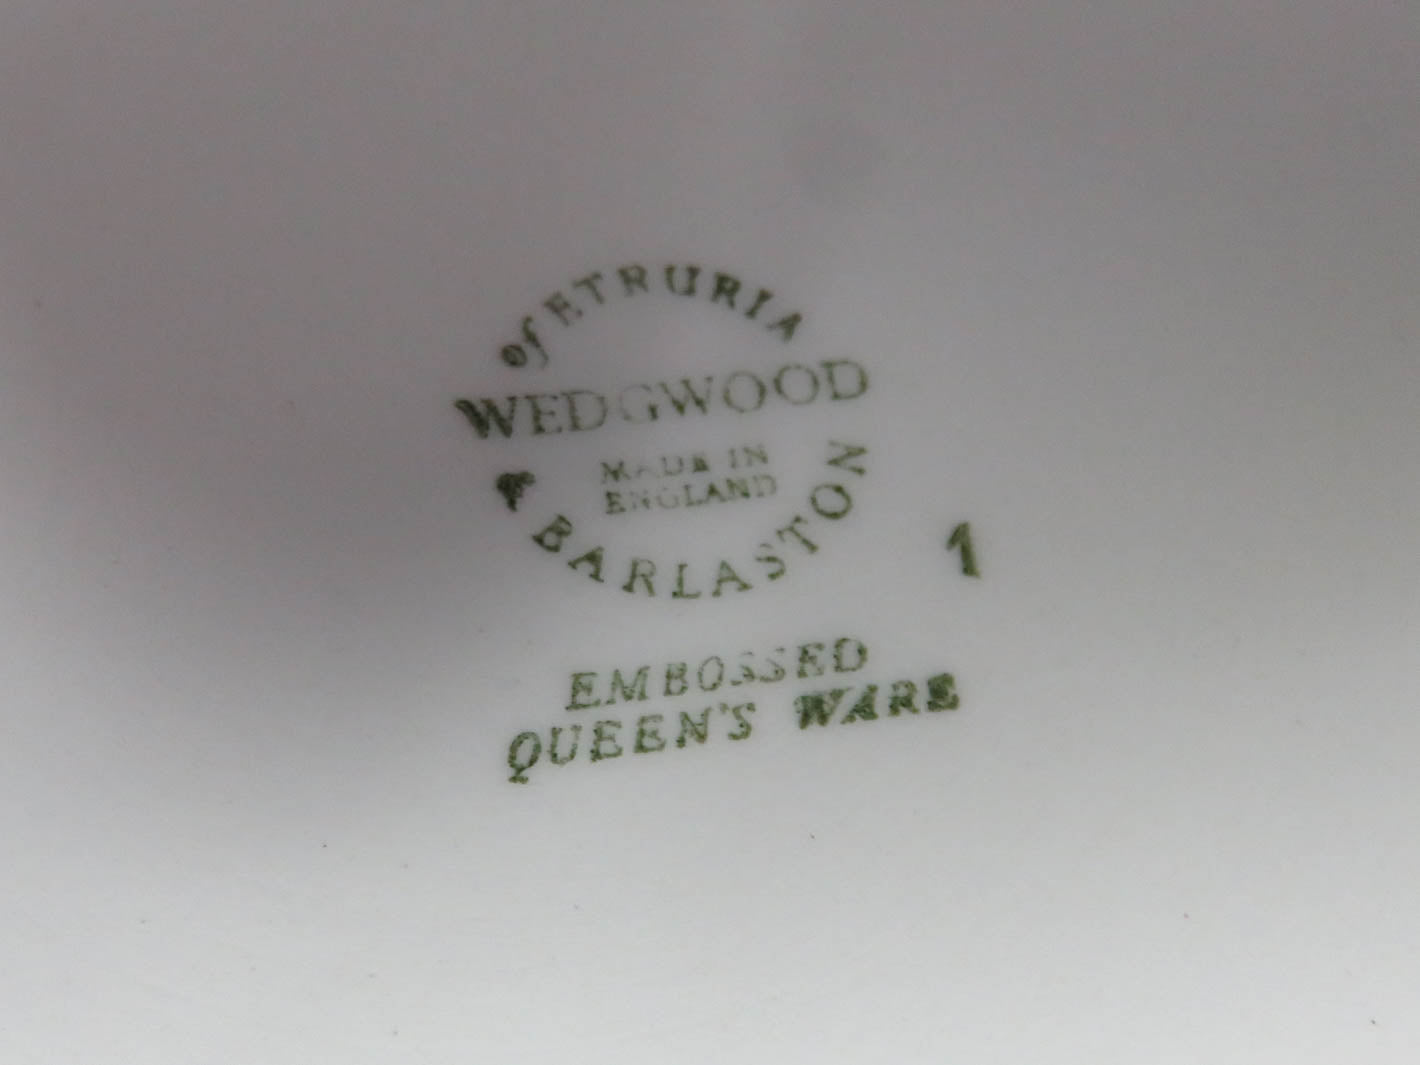 of ETRURIA
WEDGWOOD
MADE IN
ENGLAND
& BARLASTON
1
EMBOSSED
QUEEN'S WARE